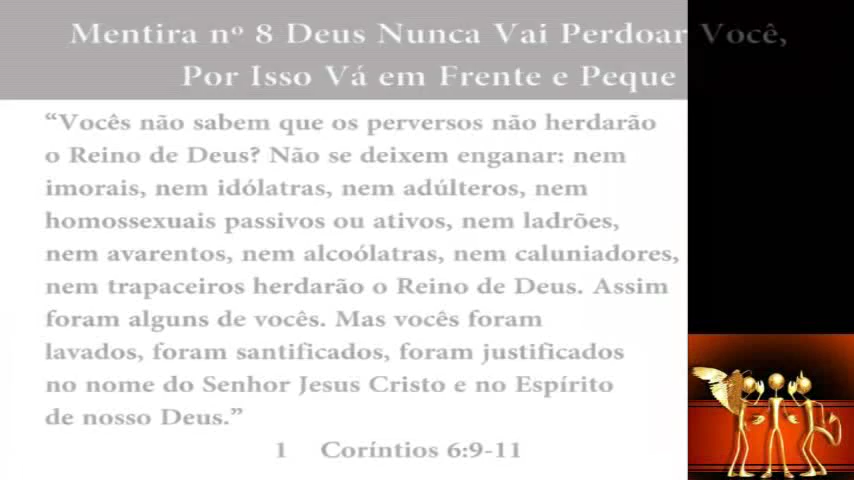 Mentira nº 8 Deus Nunca Vai Perdoar Você,
Por Isso Vá em Frente e Peque
“Vocês não sabem que os perversos não herdarão
o Reino de Deus? Não se deixem enganar: nem
imorais, nem idólatras, nem adúlteros, nem
homossexuais passivos ou ativos, nem ladrões,
nem avarentos, nem alcoólatras, nem caluniadores,
nem trapaceiros herdarão o Reino de Deus. Assim
foram alguns de vocês. Mas vocês foram
lavados, foram santificados, foram justificados
no nome do Senhor Jesus Cristo e no Espírito
de nosso Deus.”
1 Coríntios 6:9-11